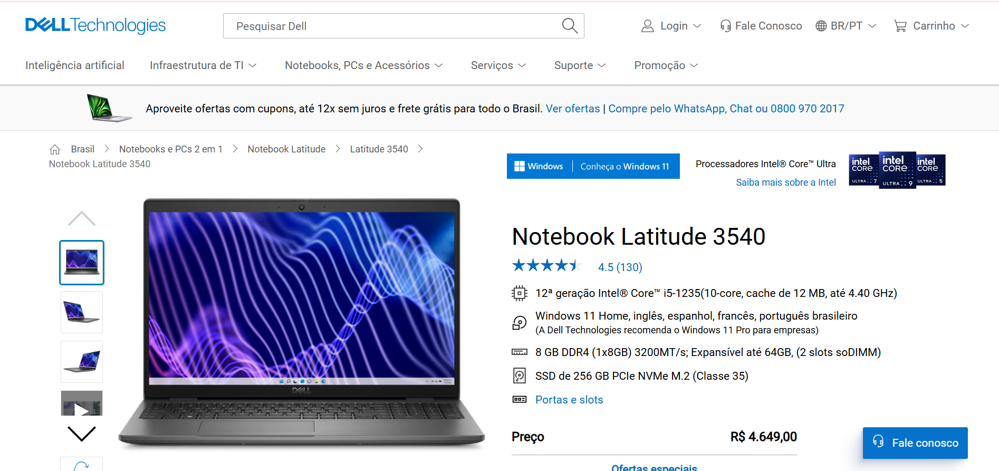 DELL Technologies
Pesquisar Dell
Login
Fale Conosco
BR/PT
Carrinho
Inteligência artificial
Infraestrutura de TI
Notebooks, PCs e Acessórios
Serviços
Suporte
Promoção
Aproveite ofertas com cupons, até 12x sem juros e frete grátis para todo o Brasil. Ver ofertas | Compre pelo WhatsApp, Chat ou 0800 970 2017
Brasil
Notebooks e PCs 2 em 1
Notebook Latitude
Latitude 3540
Notebook Latitude 3540
Windows | Conheça o Windows 11
Processadores Intel® Core™ Ultra
Saiba mais sobre a Intel
intel CORE ULTRA 7
intel CORE ULTRA 9
intel CORE ULTRA 5
DELL
Notebook Latitude 3540
4.5 (130)
12ª geração Intel® Core™ i5-1235(10-core, cache de 12 MB, até 4.40 GHz)
Windows 11 Home, inglês, espanhol, francês, português brasileiro
(A Dell Technologies recomenda o Windows 11 Pro para empresas)
8 GB DDR4 (1x8GB) 3200MT/s; Expansível até 64GB, (2 slots soDIMM)
SSD de 256 GB PCIe NVMe M.2 (Classe 35)
Portas e slots
Preço
R$ 4.649,00
Fale conosco
Ofertas especiais